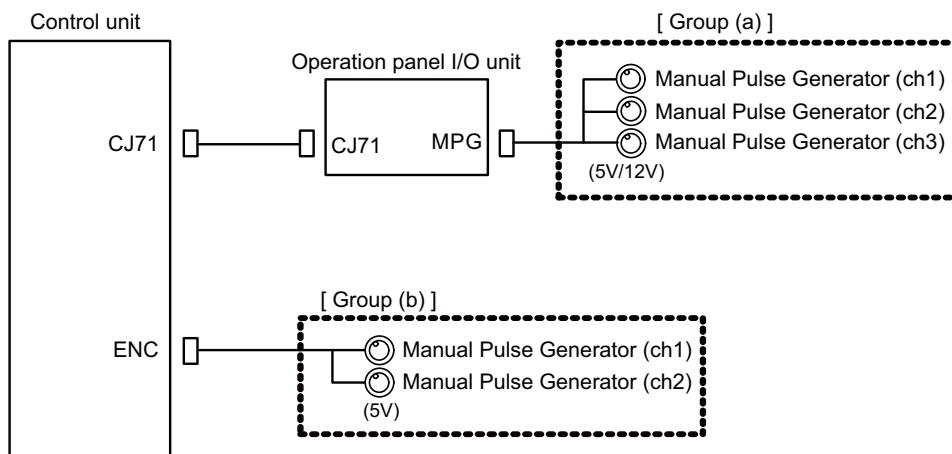 Control unit
[ Group (a) ]
Operation panel I/O unit
Manual Pulse Generator (ch1)
Manual Pulse Generator (ch2)
CJ71
CJ71
MPG
Manual Pulse Generator (ch3)
(5V/12V)
[ Group (b) ]
ENC
Manual Pulse Generator (ch1)
Manual Pulse Generator (ch2)
(5V)